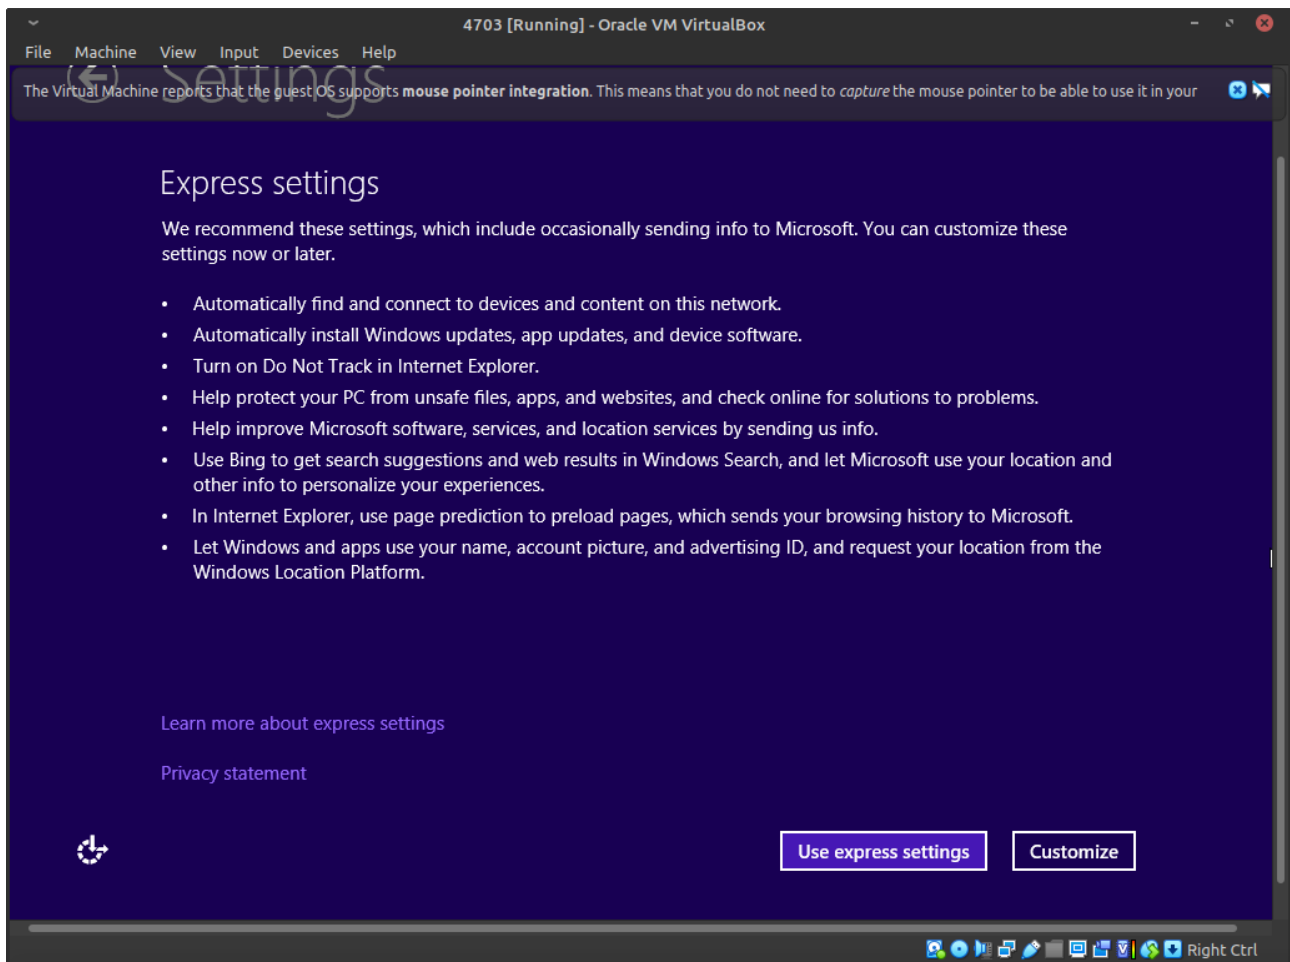 4703 [Running] - Oracle VM VirtualBox
File Machine View Input Devices Help
Settings
The Virtual Machine reports that the guest OS supports mouse pointer integration. This means that you do not need to capture the mouse pointer to be able to use it in your
Express settings
We recommend these settings, which include occasionally sending info to Microsoft. You can customize these
settings now or later.
• Automatically find and connect to devices and content on this network.
• Automatically install Windows updates, app updates, and device software.
• Turn on Do Not Track in Internet Explorer.
• Help protect your PC from unsafe files, apps, and websites, and check online for solutions to problems.
• Help improve Microsoft software, services, and location services by sending us info.
• Use Bing to get search suggestions and web results in Windows Search, and let Microsoft use your location and
other info to personalize your experiences.
• In Internet Explorer, use page prediction to preload pages, which sends your browsing history to Microsoft.
• Let Windows and apps use your name, account picture, and advertising ID, and request your location from the
Windows Location Platform.
Learn more about express settings
Privacy statement
Use express settings Customize
Right Ctrl